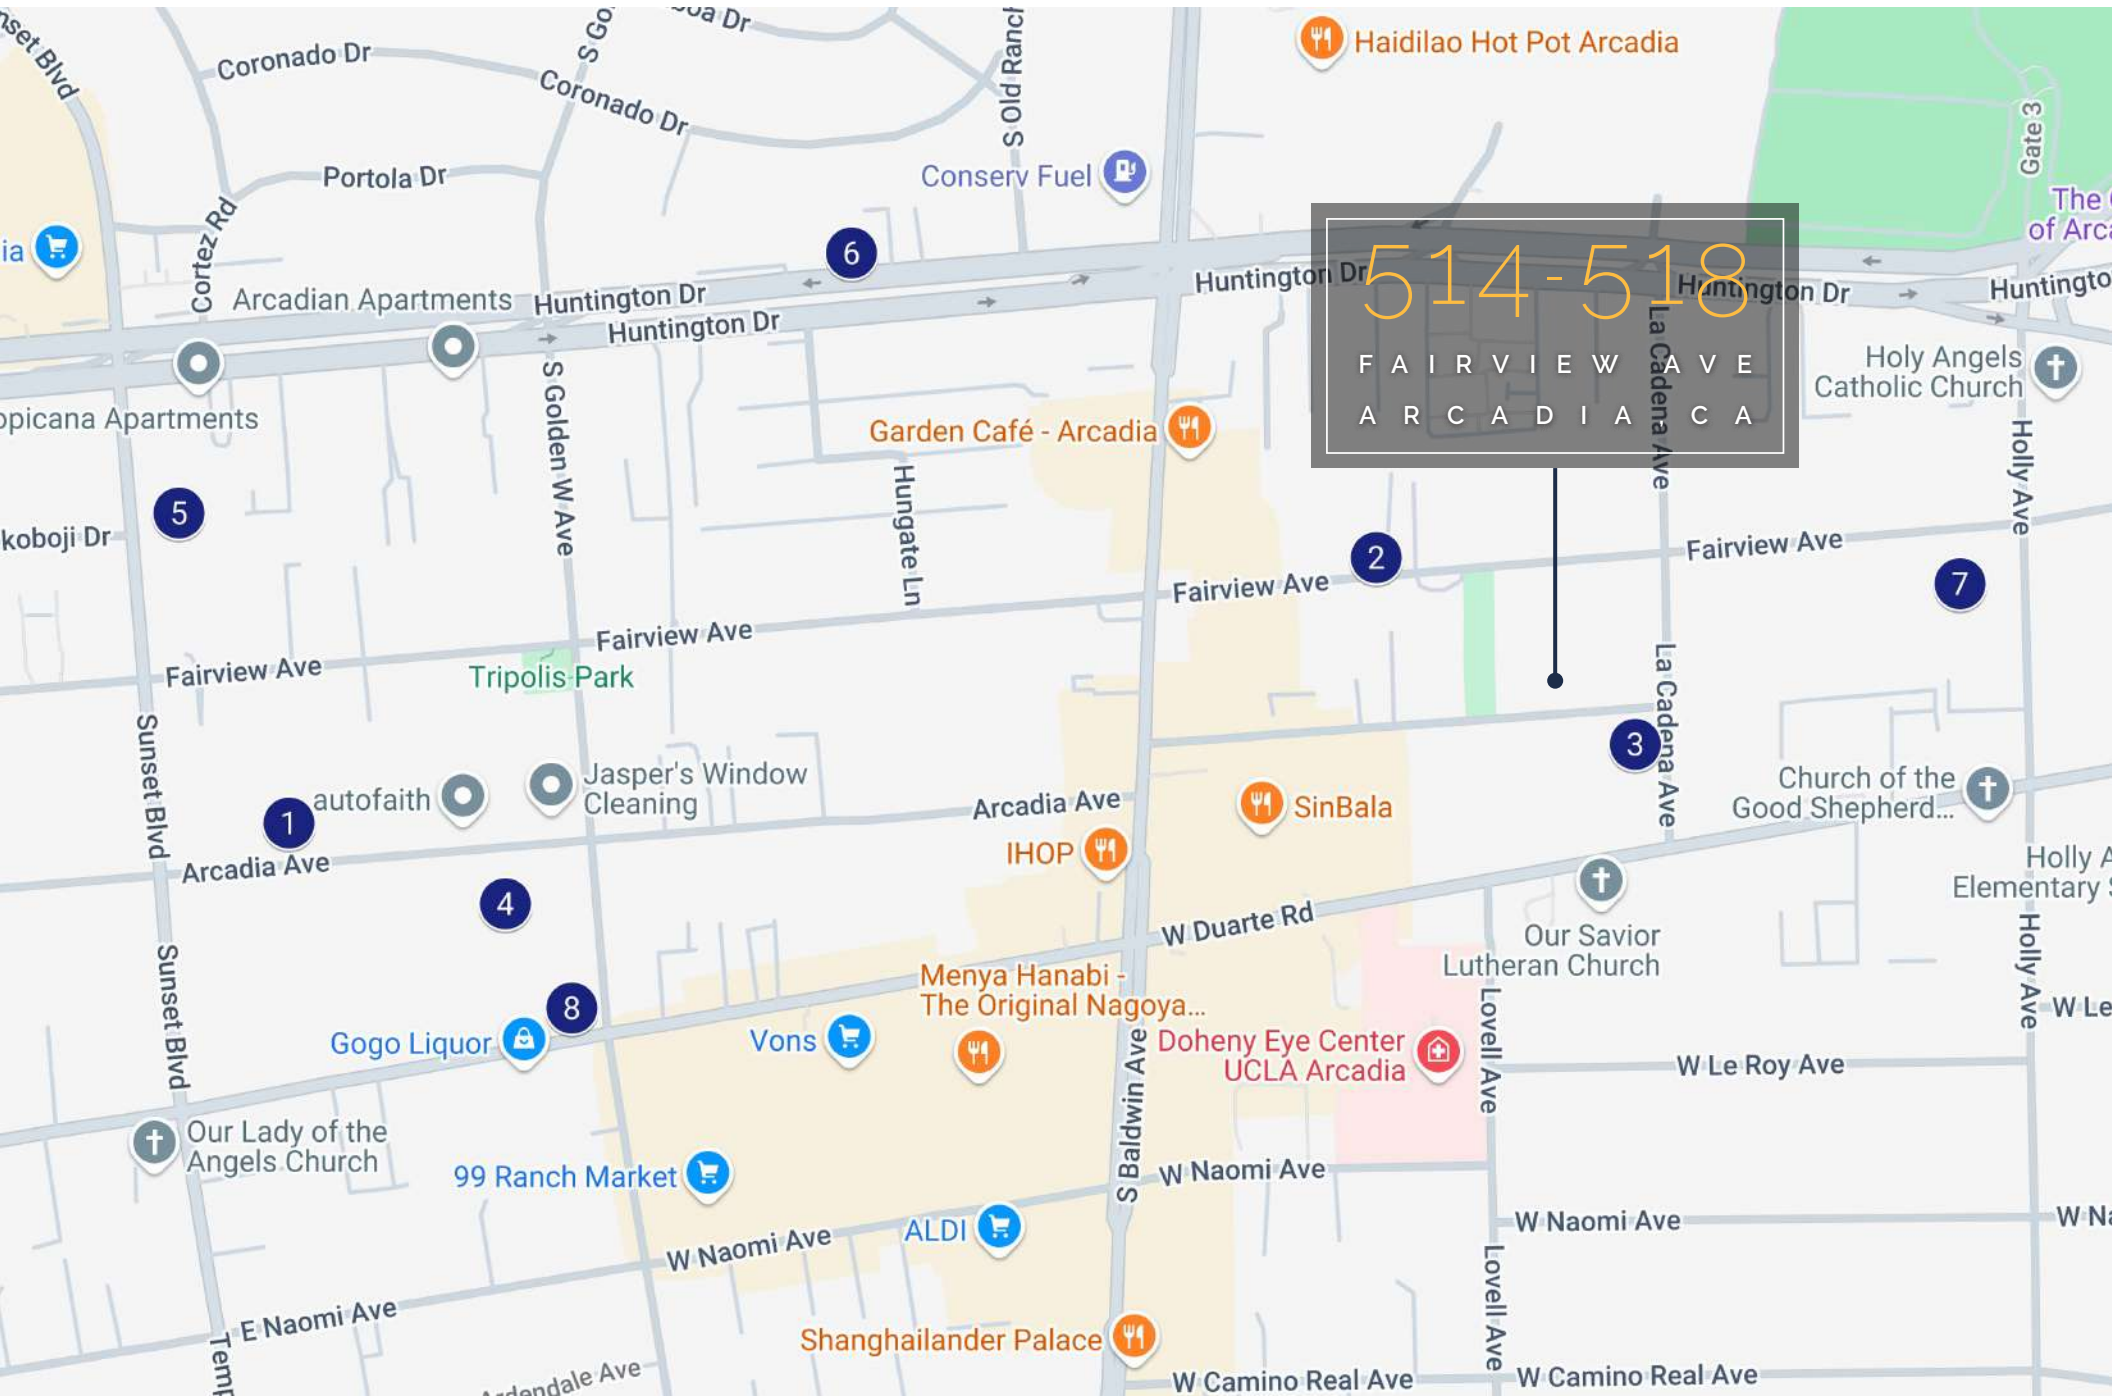 Coronado Dr
Coronado Dr
Haidilao Hot Pot Arcadia
Gate 3
Portola Dr
Conserv Fuel
Cortez Rd
6
Arcadian Apartments
Huntington Dr
Huntington Dr
Huntington Dr
Huntington Dr
514-518
FAIRVIEW AVE
ARCADIA, CA
Holy Angels
Catholic Church
S Golden W Ave
Garden Café - Arcadia
La Cadena Ave
Holly Ave
5
Hungate Ln
2
Fairview Ave
Fairview Ave
7
Fairview Ave
Fairview Ave
Tripolis Park
La Cadena Ave
Sunset Blvd
3
Jasper's Window
Cleaning
autofaith
Arcadia Ave
SinBala
Church of the
Good Shepherd...
1
IHOP
Arcadia Ave
4
W Duarte Rd
Our Savior
Lutheran Church
Holly Ave
Sunset Blvd
Menya Hanabi -
The Original Nagoya...
8
Gogo Liquor
Vons
Doheny Eye Center
UCLA Arcadia
Lovell Ave
W Le Roy Ave
S Baldwin Ave
Our Lady of the
Angels Church
99 Ranch Market
W Naomi Ave
ALDI
W Naomi Ave
W Naomi Ave
E Naomi Ave
Lovell Ave
Shanghailander Palace
W Camino Real Ave
W Camino Real Ave